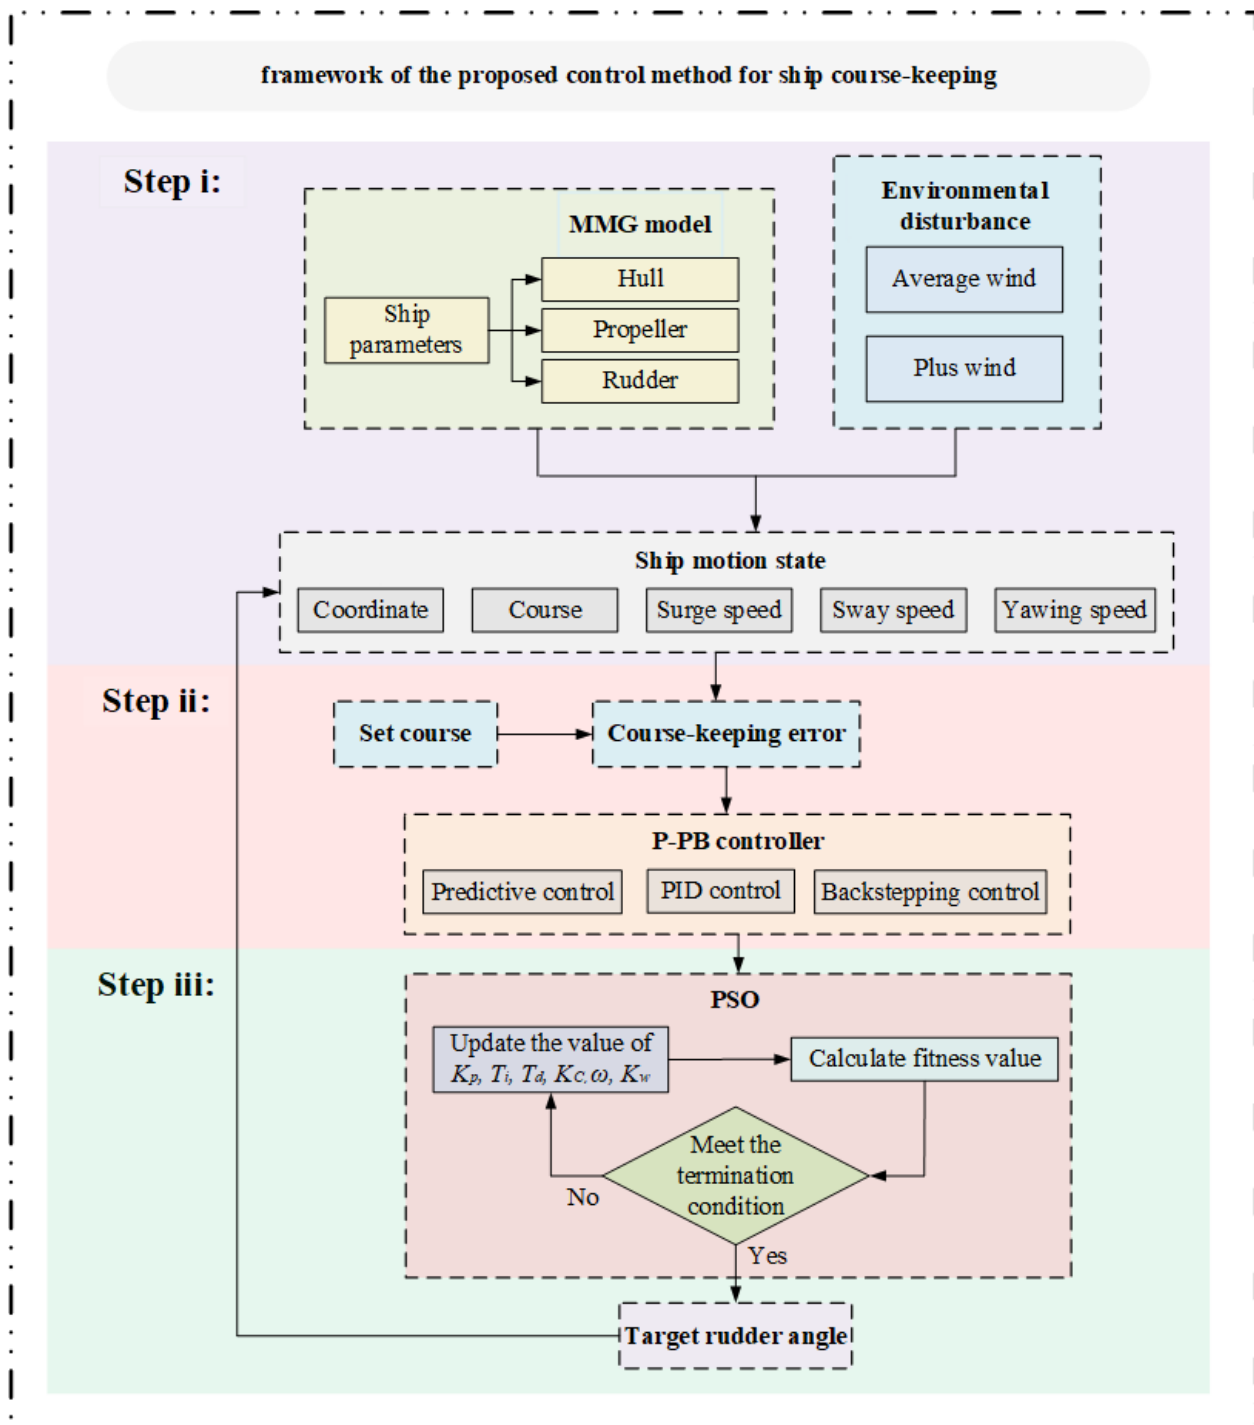 framework of the proposed control method for ship course-keeping
Step i:
MMG model
Ship
parameters
Hull
Propeller
Rudder
Environmental
disturbance
Average wind
Plus wind
Ship motion state
Coordinate
Course
Surge speed
Sway speed
Yawing speed
Step ii:
Set course
Course-keeping error
P-PB controller
Predictive control
PID control
Backstepping control
Step iii:
PSO
Update the value of
Kp, Ti, Td, KC, ω, Kw
Calculate fitness value
Meet the
termination
condition
No
Yes
Target rudder angle